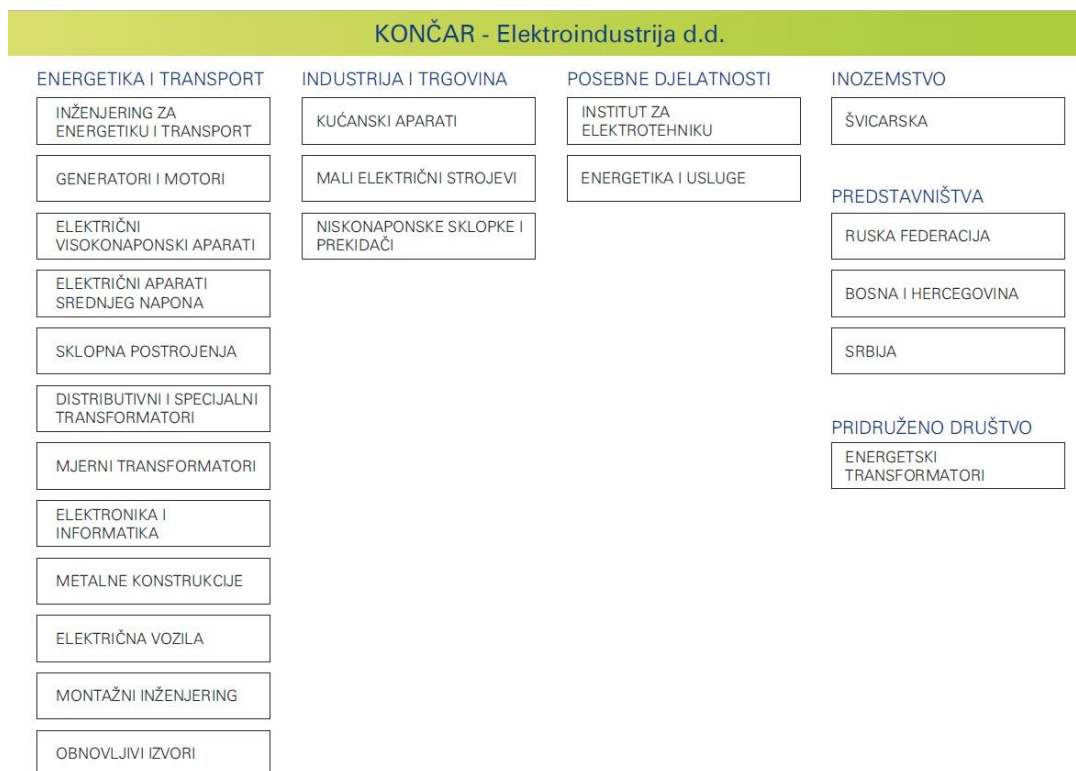 KONČAR - Elektroindustrija d.d.
ENERGETIKA I TRANSPORT
INŽENJERING ZA
ENERGETIKU I TRANSPORT
GENERATORI I MOTORI
ELEKTRIČNI
VISOKONAPONSKI APARATI
ELEKTRIČNI APARATI
SREDNJEG NAPONA
SKLOPNA POSTROJENJA
DISTRIBUTIVNI I SPECIJALNI
TRANSFORMATORI
MJERNI TRANSFORMATORI
ELEKTRONIKA I
INFORMATIKA
METALNE KONSTRUKCIJE
ELEKTRIČNA VOZILA
MONTAŽNI INŽENJERING
OBNOVLJIVI IZVORI
INDUSTRIJA I TRGOVINA
KUĆANSKI APARATI
MALI ELEKTRIČNI STROJEVI
NISKONAPONSKE SKLOPKE I
PREKIDAČI
POSEBNE DJELATNOSTI
INSTITUT ZA
ELEKTROTEHNIKU
ENERGETIKA I USLUGE
INOZEMSTVO
ŠVICARSKA
PREDSTAVNIŠTVA
RUSKA FEDERACIJA
BOSNA I HERCEGOVINA
SRBIJA
PRIDRUŽENO DRUŠTVO
ENERGETSKI
TRANSFORMATORI